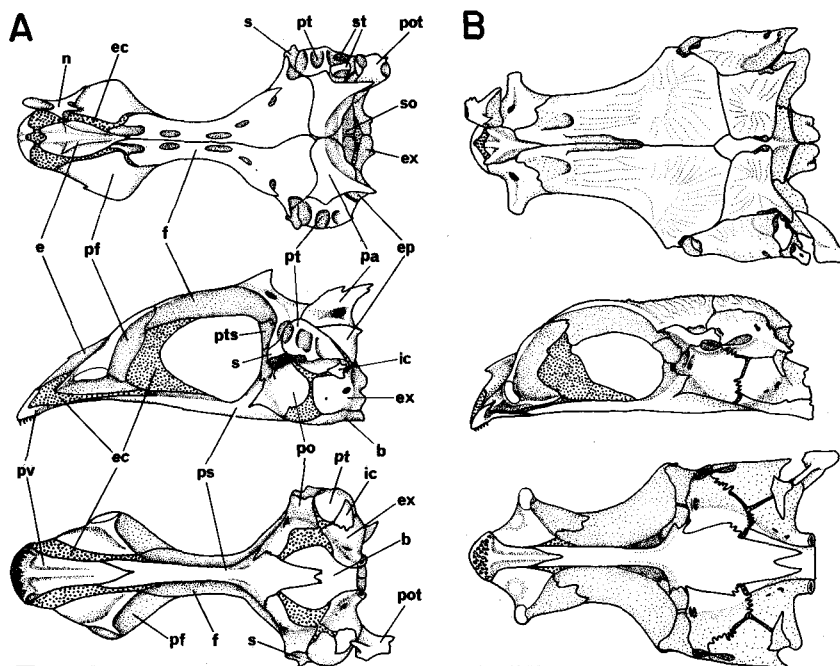 A
B
s pt st pot
n ec
so
ex
e pf f pt pa ep
pts
s
ic
ex
b
pv ec ps po pt
ic
ex
b
pot
pf f s